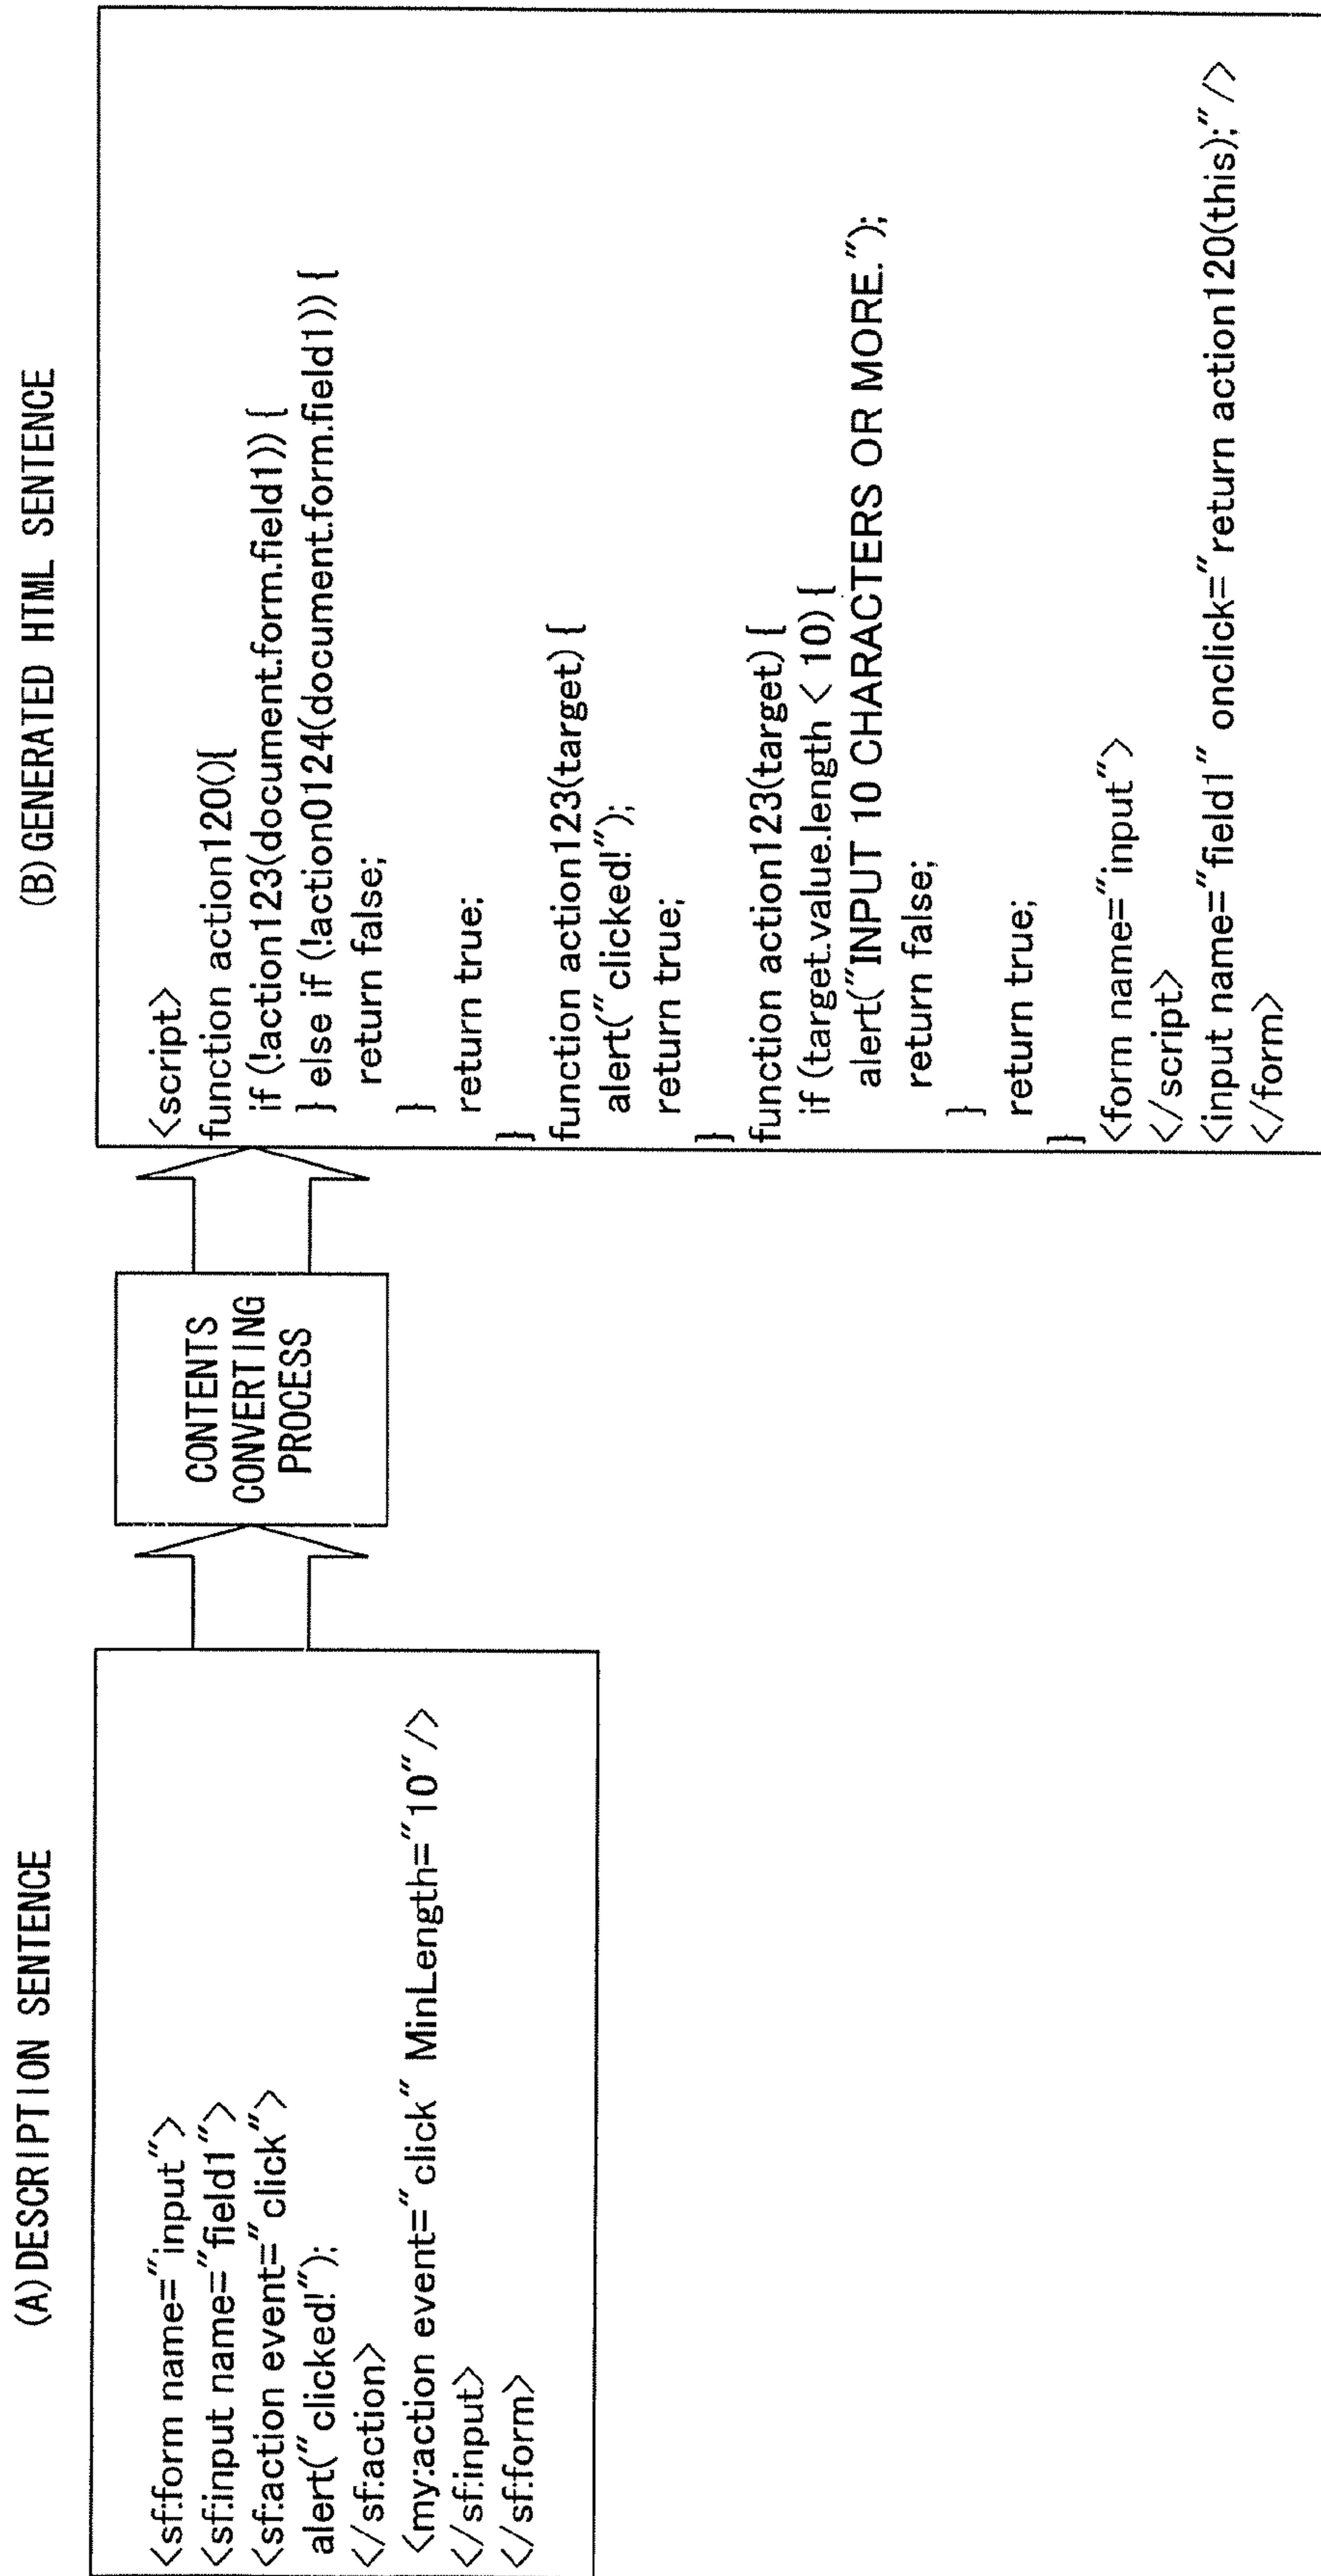 (A)DESCRIPTION SENTENCE
<sf:form name="input">
<sf:input name="field1">
<sf:action event="click">
alert("clicked!");
</sf:action>
<my:action event="click" MinLength="10"/>
</sf:input>
</sf:form>
CONTENTS
CONVERTING
PROCESS
(B)GENERATED HTML SENTENCE
<script>
function action120(){
if (!action123(document.form.field1)) {
} else if (!action0124(document.form.field1)) {
return false;
}
return true;
}
function action123(target) {
alert("clicked!");
return true;
}
function action123(target) {
if (target.value.length < 10) {
alert("INPUT 10 CHARACTERS OR MORE.");
return false;
}
return true;
}
<form name="input">
</script>
<input name="field1" onclick="return action120(this);"/>
</form>